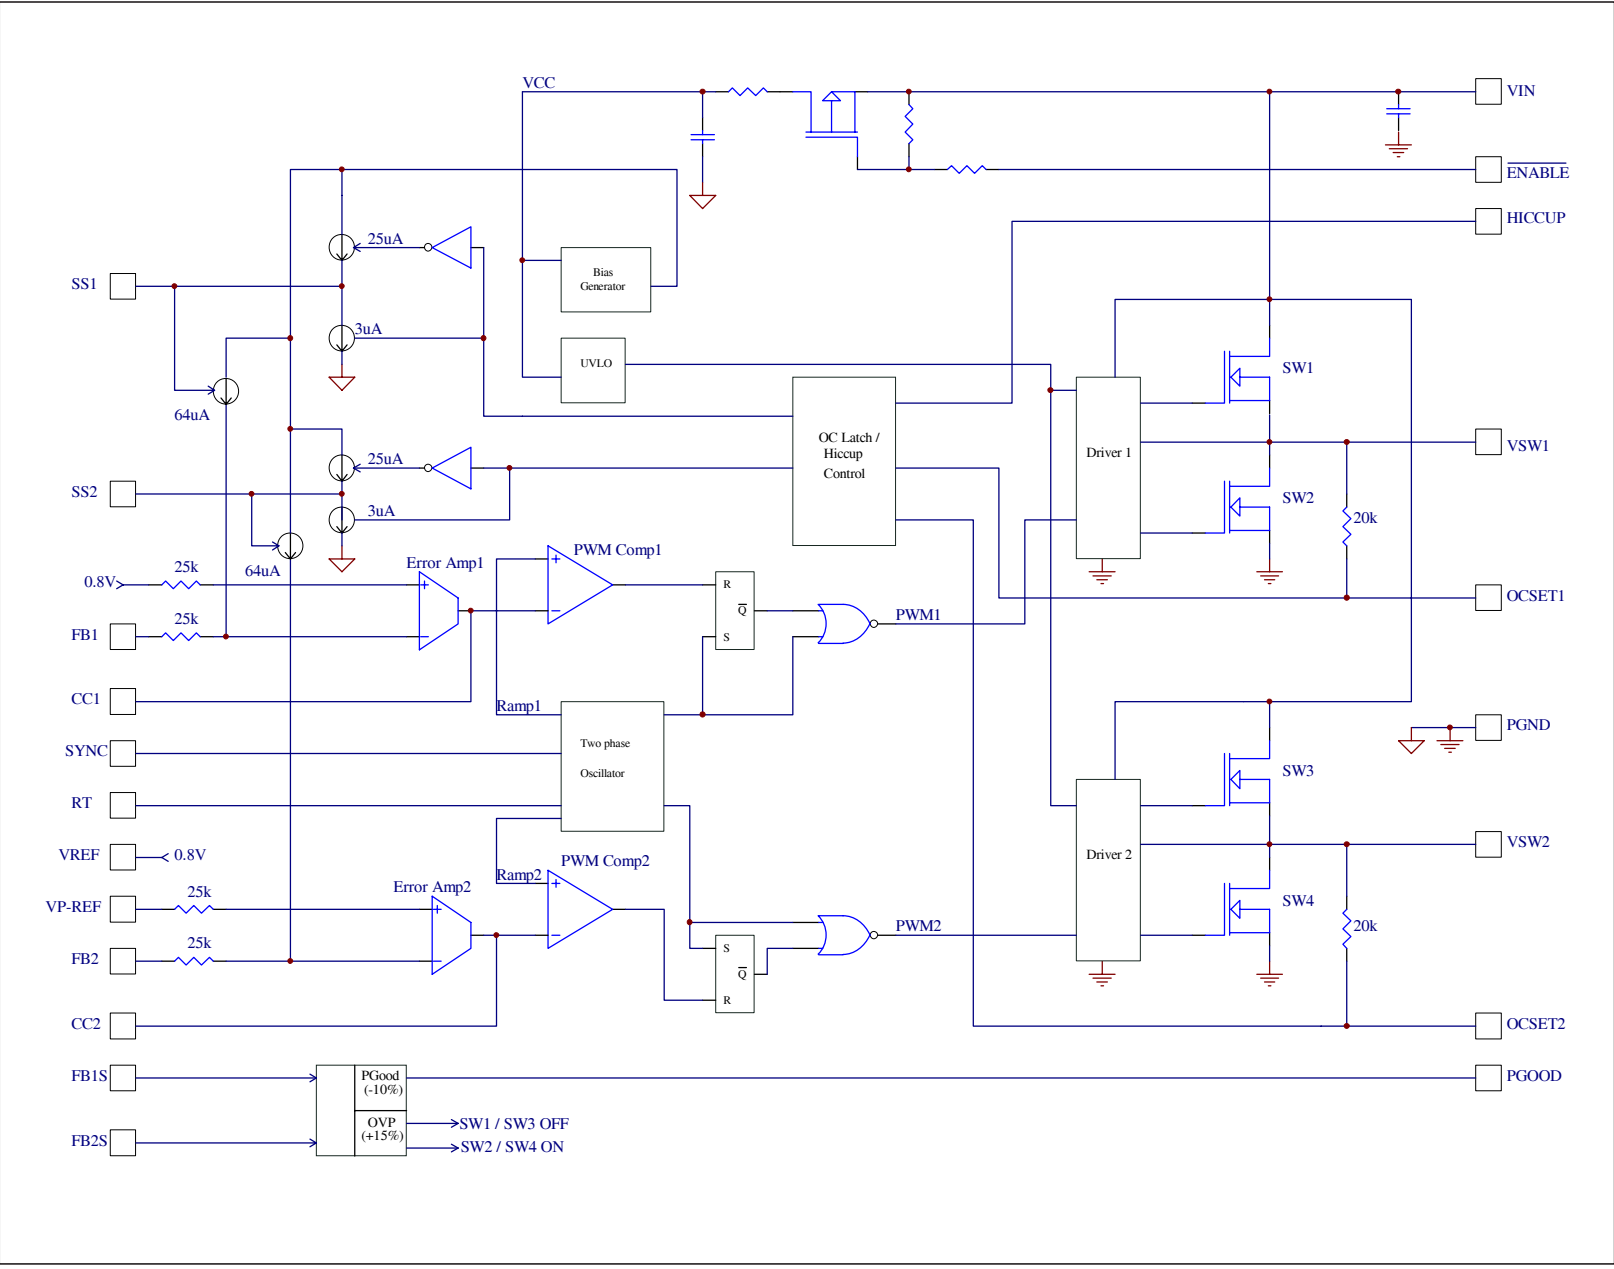 VCC
VIN
ENABLE
HICCUP
25uA
SS1
Bias
Generator
3uA
UVLO
SW1
64uA
OC Latch /
Hiccup
Control
Driver 1
VSW1
25uA
SS2
3uA
SW2
20k
64uA
PWM Comp1
Error Amp1
0.8V
25k
R
Q
S
PWM1
OCSET1
FB1
25k
CC1
Ramp1
PGND
SYNC
Two phase
Oscillator
SW3
RT
VREF
0.8V
PWM Comp2
Driver 2
VSW2
Error Amp2
Ramp2
VP-REF
25k
SW4
PWM2
20k
FB2
25k
S
Q
R
CC2
OCSET2
FB1S
PGood
(-10%)
PGOOD
OVP
(+15%)
SW1 / SW3 OFF
FB2S
SW2 / SW4 ON
+
−
+
−
+
−
+
−